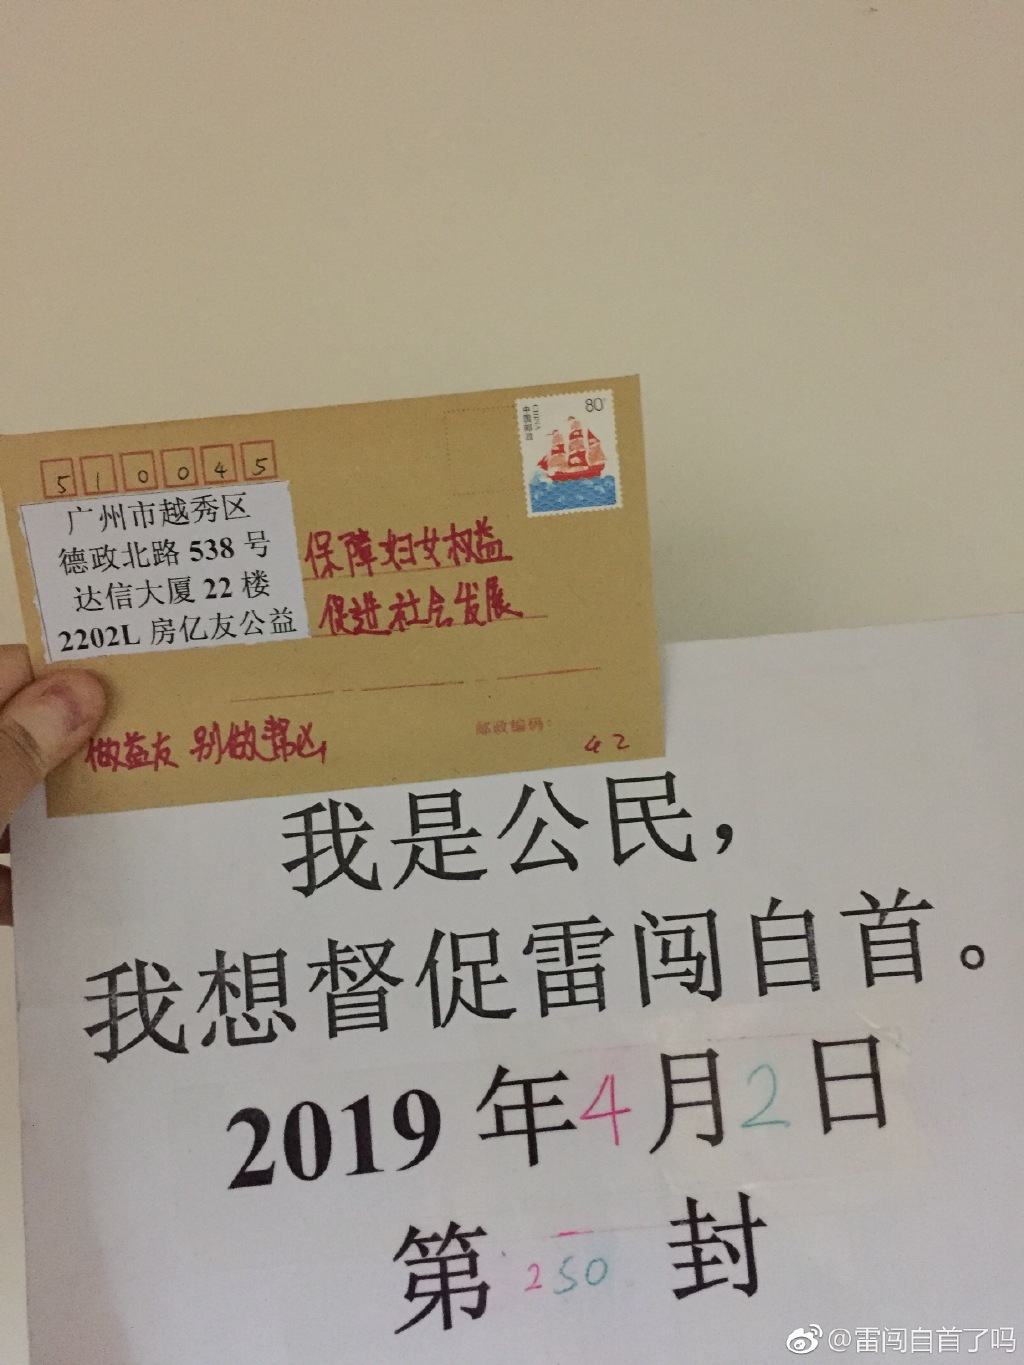 中国邮政
CHINA
80
510045
广州市越秀区
德政北路 538 号
达信大厦 22 楼
2202L 房亿友公益
保障妇女权益
促进社会发展
邮政编码：
做益友 别做帮凶
42
我是公民，
我想督促雷闯自首。
2019 年 4 月 2 日
第 250 封
@雷闯自首了吗